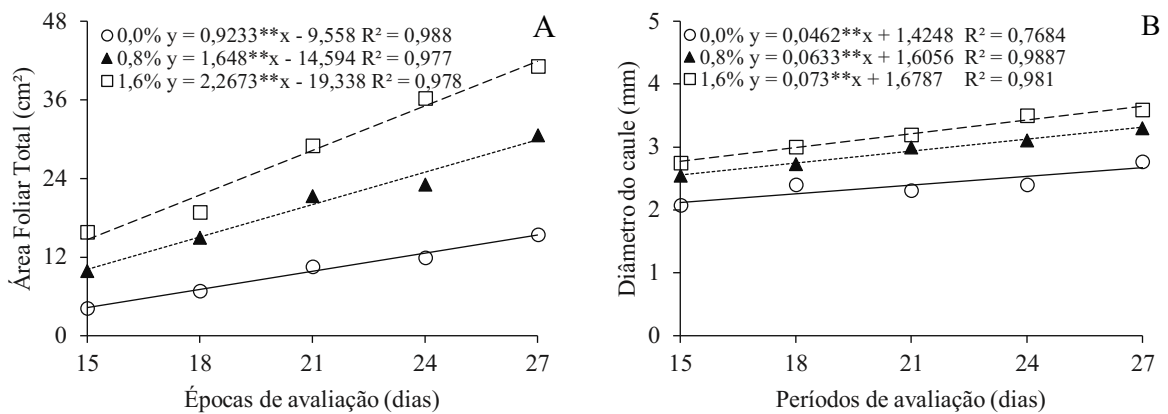 A
0,0% y = 0,9233**x - 9,558 R² = 0,988
0,8% y = 1,648**x - 14,594 R² = 0,977
1,6% y = 2,2673**x - 19,338 R² = 0,978
48
36
24
12
0
15 18 21 24 27
Área Foliar Total (cm²)
Épocas de avaliação (dias)
B
0,0% y = 0,0462**x + 1,4248 R² = 0,7684
0,8% y = 0,0633**x + 1,6056 R² = 0,9887
1,6% y = 0,073**x + 1,6787 R² = 0,981
5
4
3
2
1
0
15 18 21 24 27
Diâmetro do caule (mm)
Períodos de avaliação (dias)